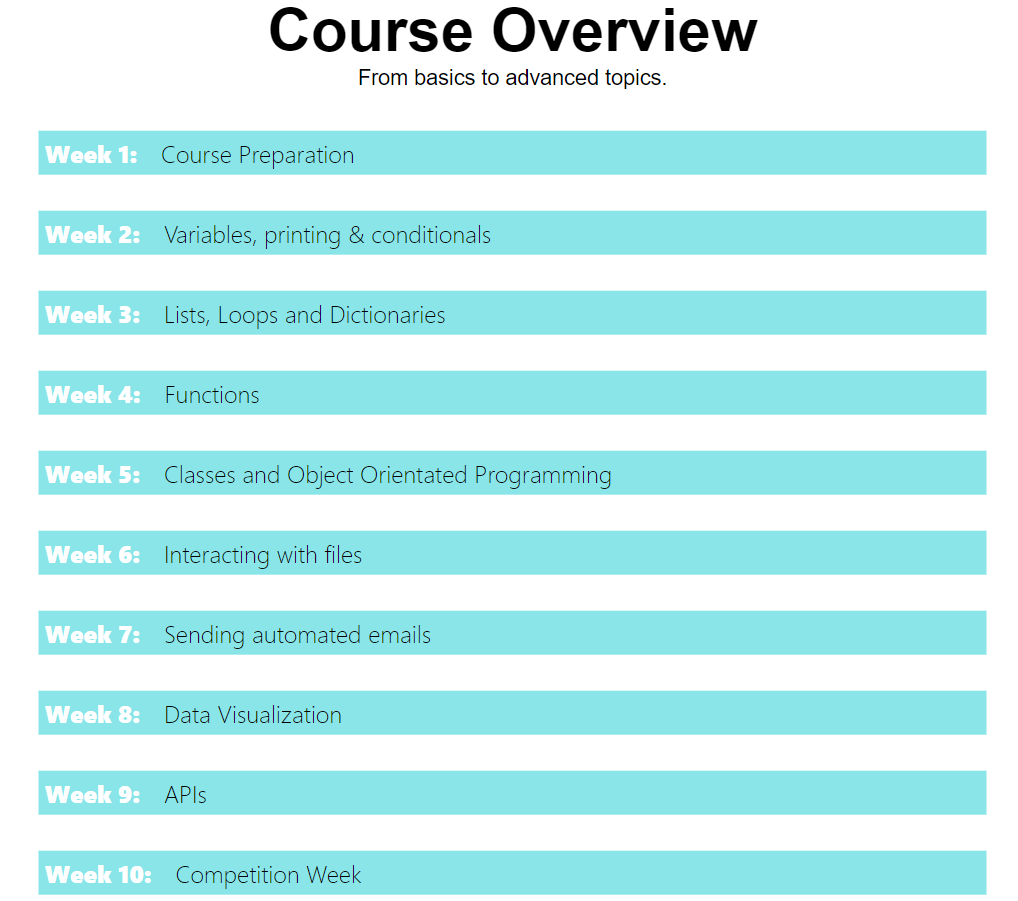 Course Overview
From basics to advanced topics.
Week 1: Course Preparation
Week 2: Variables, printing & conditionals
Week 3: Lists, Loops and Dictionaries
Week 4: Functions
Week 5: Classes and Object Orientated Programming
Week 6: Interacting with files
Week 7: Sending automated emails
Week 8: Data Visualization
Week 9: APIs
Week 10: Competition Week